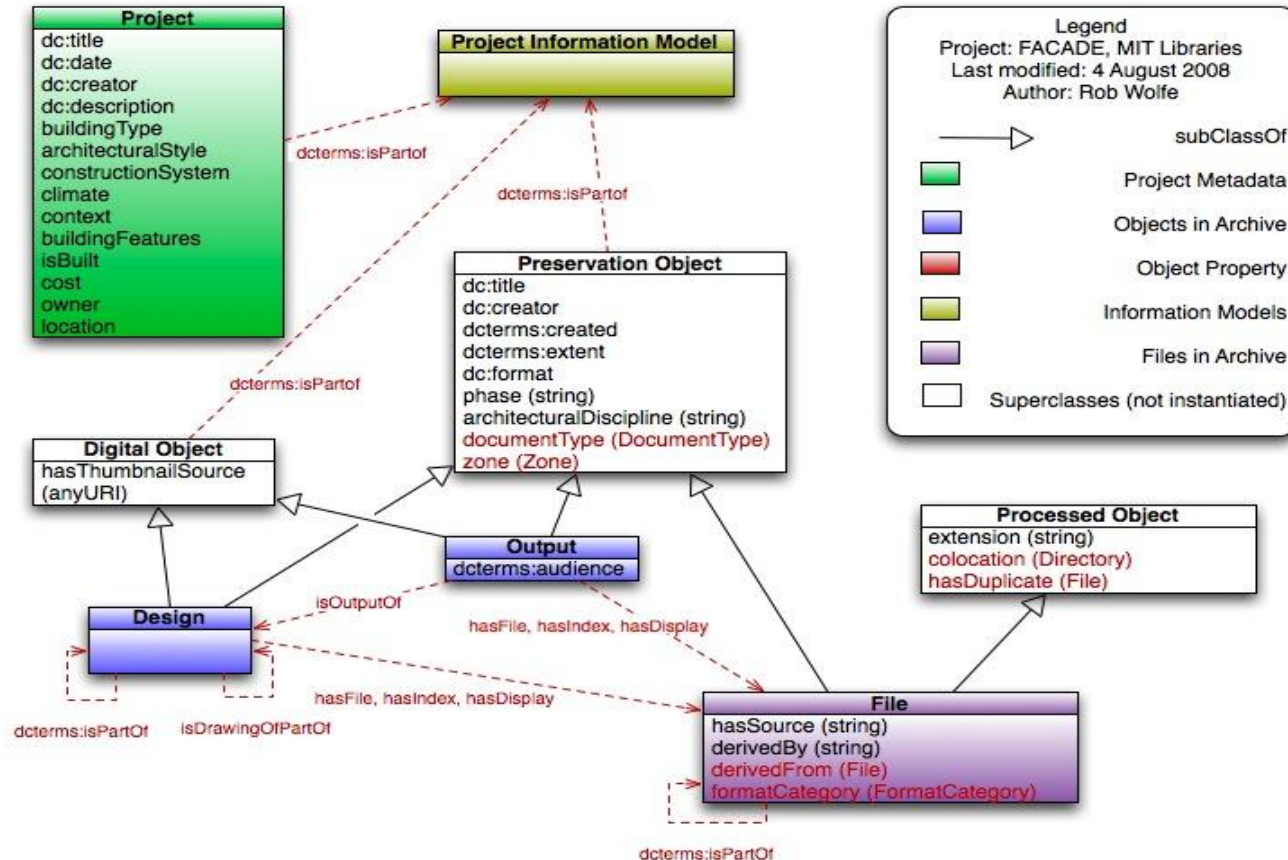 Project
dc:title
dc:date
dc:creator
dc:description
buildingType
architecturalStyle
constructionSystem
climate
context
buildingFeatures
isBuilt
cost
owner
location
Project Information Model
Legend
Project: FACADE, MIT Libraries
Last modified: 4 August 2008
Author: Rob Wolfe
subClassOf
Project Metadata
Objects in Archive
Object Property
Information Models
Files in Archive
Superclasses (not instantiated)
dcterms:isPartof
dcterms:isPartof
dcterms:isPartof
Preservation Object
dc:title
dc:creator
dcterms:created
dcterms:extent
dc:format
phase (string)
architecturalDiscipline (string)
documentType (DocumentType)
zone (Zone)
Digital Object
hasThumbnailSource
(anyURI)
Output
dcterms:audience
Processed Object
extension (string)
colocation (Directory)
hasDuplicate (File)
Design
isOutputOf
hasFile, hasIndex, hasDisplay
hasFile, hasIndex, hasDisplay
dcterms:isPartOf
isDrawingOfPartOf
File
hasSource (string)
derivedBy (string)
derivedFrom (File)
formatCategory (FormatCategory)
dcterms:isPartOf